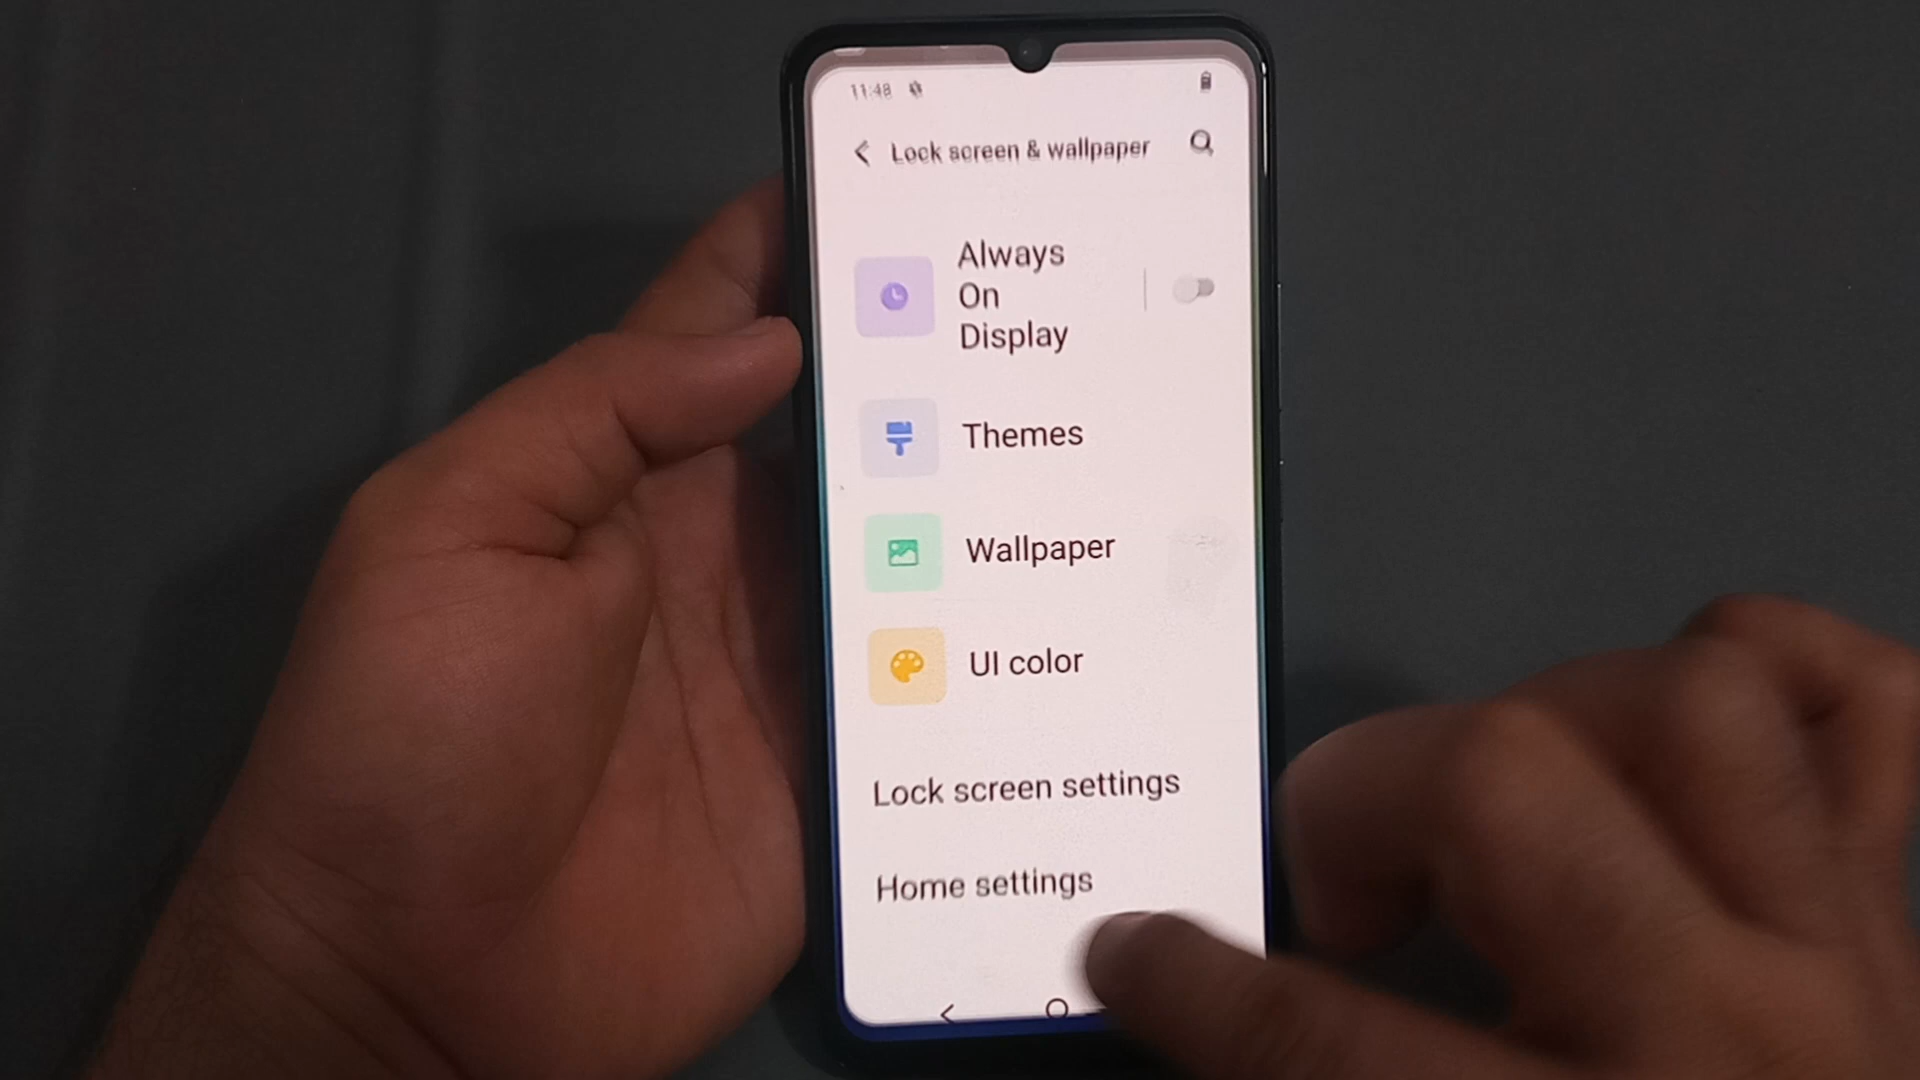 11:48
Lock screen & wallpaper
Always
On
Display
Themes
Wallpaper
UI color
Lock screen settings
Home settings